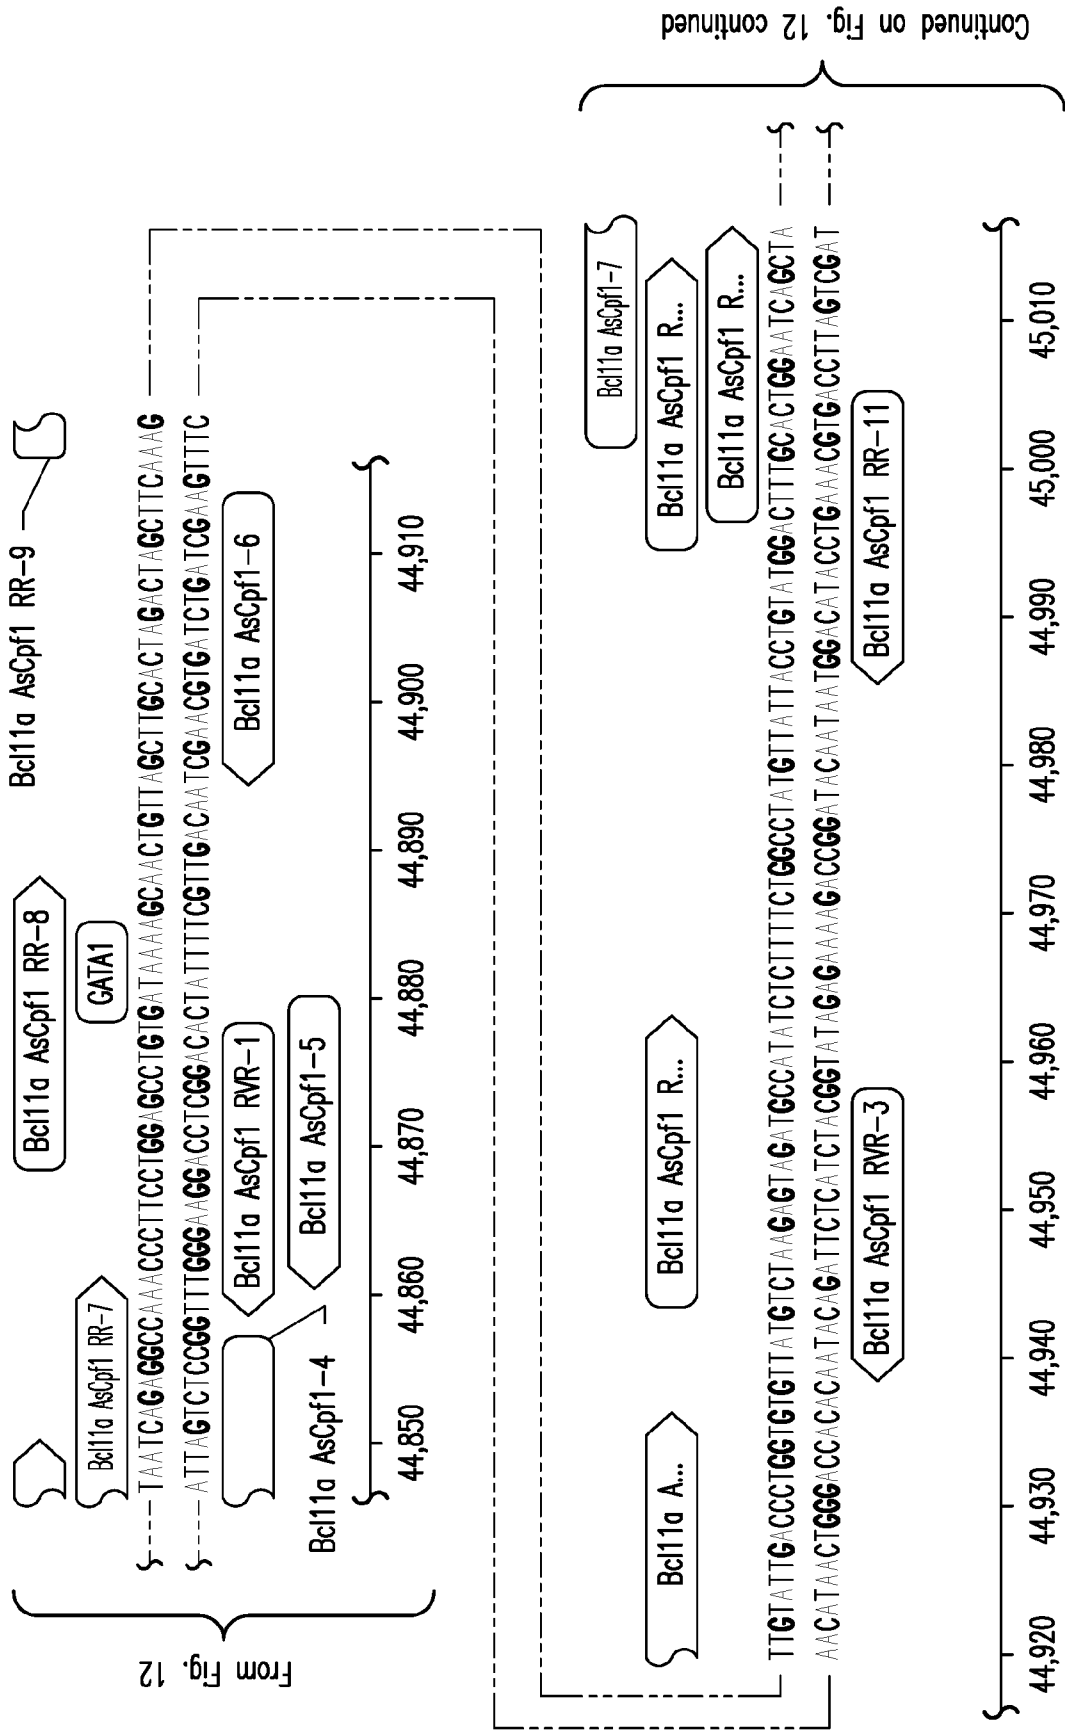 Bcl11a AsCpf1 RR-9
Bcl11a AsCpf1 RR-8
Bcl11a AsCpf1 RR-7
GATA1
TAATCAGAGGCCAAACCCTTCCTGGAGCCTGTGATAAAAGCAACTGTTAGCTTGCACTAGACTAGCTTCAAAG
ATTAGTCTCCGGTTTGGGAAGGACCTCGGACACTATTTTCGTTGACAATCGAACGTGATCTGATCGAAGTTTC
Bcl11a AsCpf1 RVR-1
Bcl11a AsCpf1-6
Bcl11a AsCpf1-5
Bcl11a AsCpf1-4
44,850 44,860 44,870 44,880 44,890 44,900 44,910
From Fig. 12
Bcl11a AsCpf1-7
Bcl11a A...
Bcl11a AsCpf1 R...
Bcl11a AsCpf1 R...
Bcl11a AsCpf1 R...
TTGTATTGACCCTGGTGTGTTATGTCTAAGAGTAGATGCCATATCTCTTTTCTGGCCTATGTTATTACCTGTATGGACTTTGCACTGGAATCAGCTA
AACATAACTGGGACCACACAATACAGATTCTCATCTACGGTATAGAGAAAAGACCGGATACAATAATGGACATACCTGAAACGTGACCTTAGTCGAT
Bcl11a AsCpf1 RVR-3
Bcl11a AsCpf1 RR-11
44,920 44,930 44,940 44,950 44,960 44,970 44,980 44,990 45,000 45,010
Continued on Fig. 12 continued